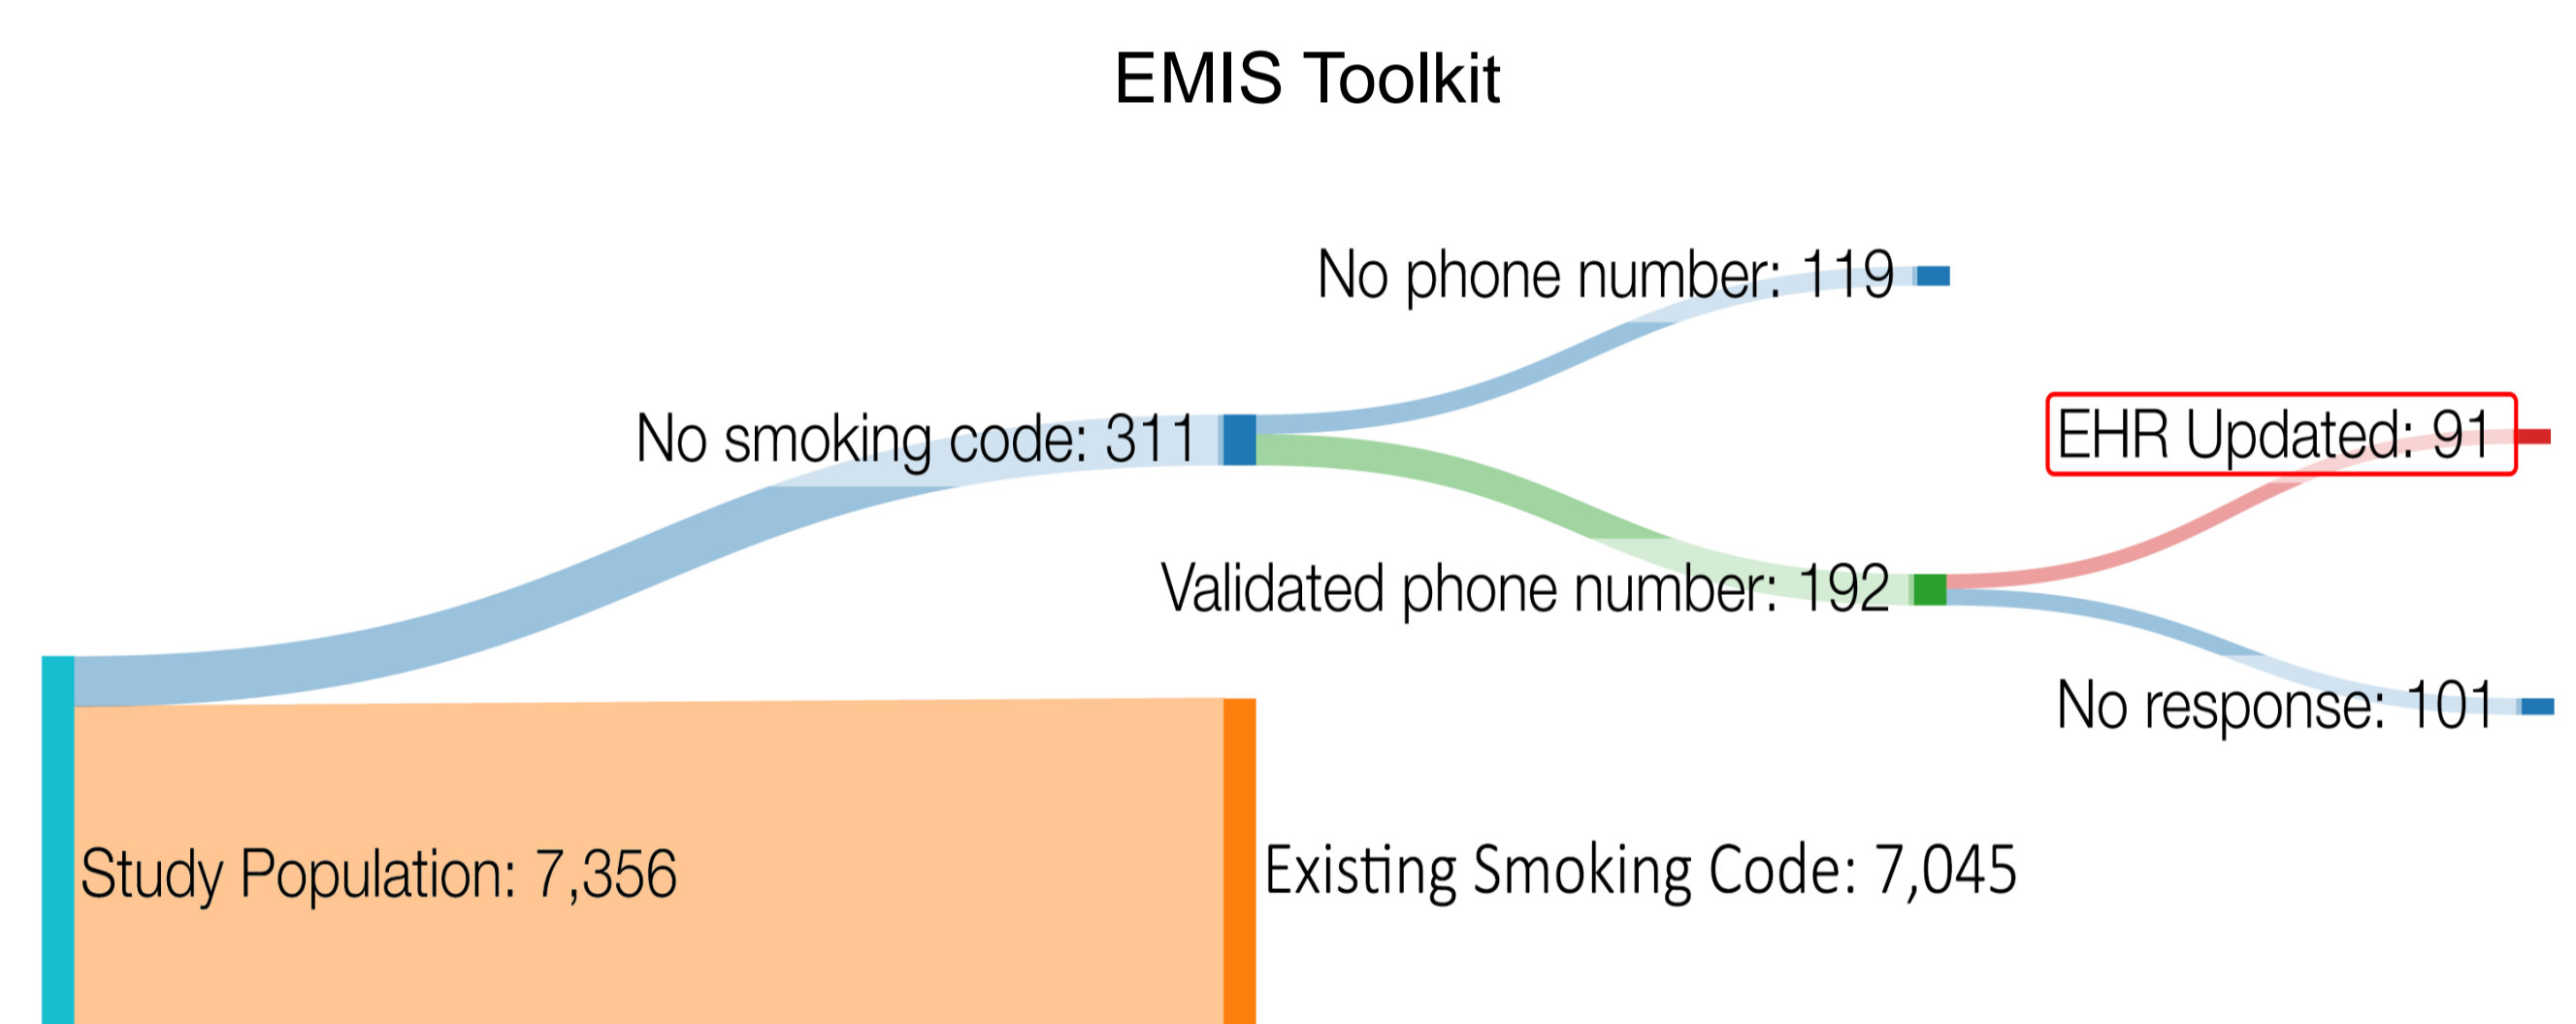 EMIS Toolkit
No phone number: 119
No smoking code: 311
EHR Updated: 91
Validated phone number: 192
No response: 101
Study Population: 7,356
Existing Smoking Code: 7,045